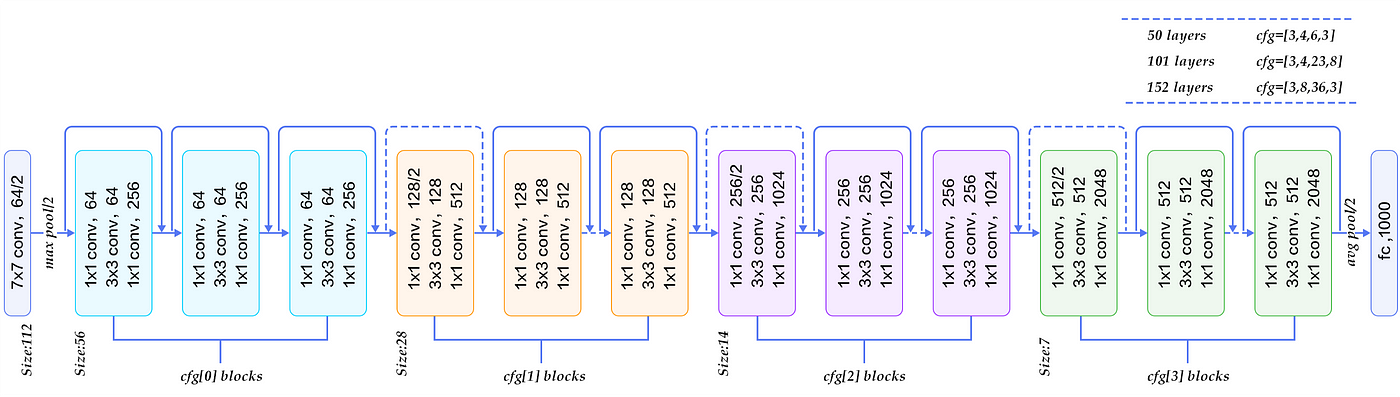 50 layers cfg=[3,4,6,3]
101 layers cfg=[3,4,23,8]
152 layers cfg=[3,8,36,3]
7x7 conv, 64/2
max pool/2
1x1 conv, 64
3x3 conv, 64
1x1 conv, 256
1x1 conv, 64
3x3 conv, 64
1x1 conv, 256
1x1 conv, 64
3x3 conv, 64
1x1 conv, 256
1x1 conv, 128/2
3x3 conv, 128
1x1 conv, 512
1x1 conv, 128
3x3 conv, 128
1x1 conv, 512
1x1 conv, 128
3x3 conv, 128
1x1 conv, 512
1x1 conv, 256/2
3x3 conv, 256
1x1 conv, 1024
1x1 conv, 256
3x3 conv, 256
1x1 conv, 1024
1x1 conv, 256
3x3 conv, 256
1x1 conv, 1024
1x1 conv, 512/2
3x3 conv, 512
1x1 conv, 2048
1x1 conv, 512
3x3 conv, 512
1x1 conv, 2048
1x1 conv, 512
3x3 conv, 512
1x1 conv, 2048
avg pool/2
fc ,1000
Size:112
Size:56
cfg[0] blocks
Size:28
cfg[1] blocks
Size:14
cfg[2] blocks
Size:7
cfg[3] blocks